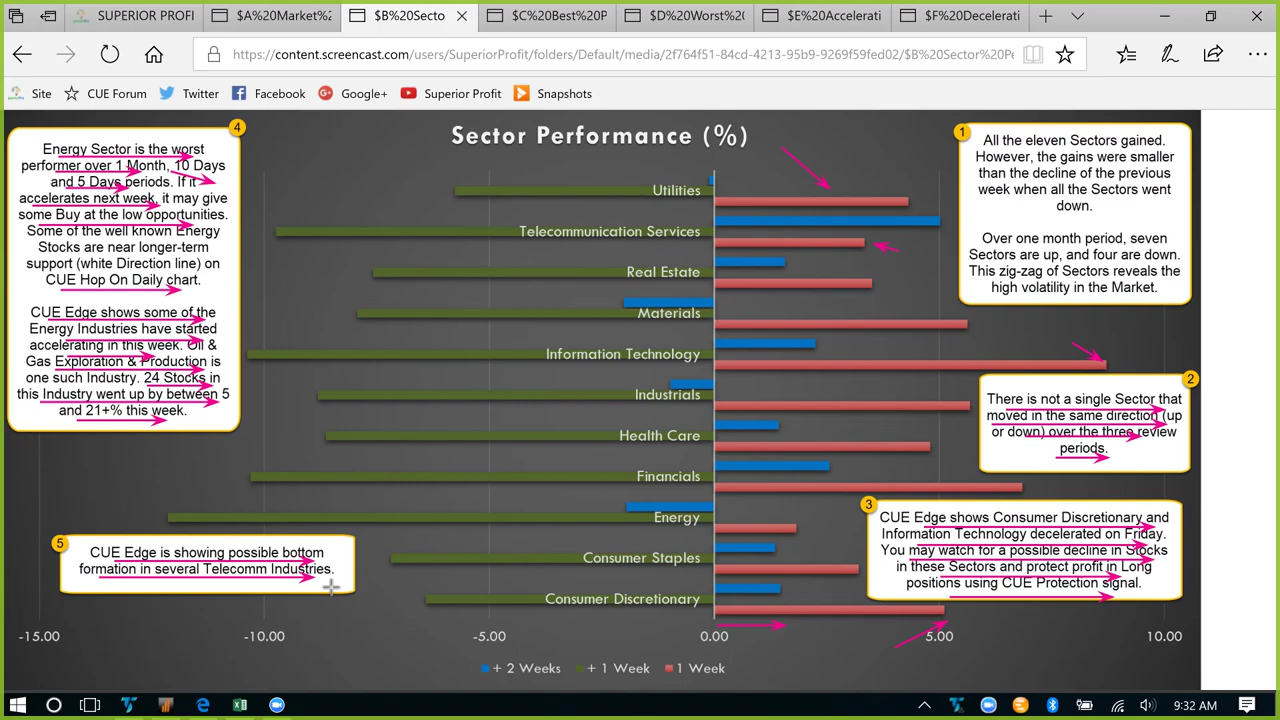 SUPERIOR PROFI
$A%20Market%
$B%20Secto
$C%20Best%20P
$D%20Worst%20C
$E%20Accelerati
$F%20Decelerati
https://content.screencast.com/users/SuperiorProfit/folders/Default/media/2f764f51-84cd-4213-95b9-9269f59fed02/$B%20Sector%20Pe
Site
CUE Forum
Twitter
Facebook
Google+
Superior Profit
Snapshots
Sector Performance (%)
4
Energy Sector is the worst
performer over 1 Month, 10 Days
and 5 Days periods. If it
accelerates next week, it may give
some Buy at the low opportunities.
Some of the well known Energy
Stocks are near longer-term
support (white Direction line) on
CUE Hop On Daily chart.
CUE Edge shows some of the
Energy Industries have started
accelerating in this week. Oil &
Gas Exploration & Production is
one such Industry. 24 Stocks in
this Industry went up by between 5
and 21+% this week.
1
All the eleven Sectors gained.
However, the gains were smaller
than the decline of the previous
week when all the Sectors went
down.
Over one month period, seven
Sectors are up, and four are down.
This zig-zag of Sectors reveals the
high volatility in the Market.
Utilities
Telecommunication Services
Real Estate
Materials
Information Technology
Industrials
Health Care
Financials
Energy
Consumer Staples
Consumer Discretionary
2
There is not a single Sector that
moved in the same direction (up
or down) over the three review
periods.
3
CUE Edge shows Consumer Discretionary and
Information Technology decelerated on Friday.
You may watch for a possible decline in Stocks
in these Sectors and protect profit in Long
positions using CUE Protection signal.
5
CUE Edge is showing possible bottom
formation in several Telecomm Industries.
-15.00
-10.00
-5.00
0.00
5.00
10.00
+ 2 Weeks
+ 1 Week
1 Week
9:32 AM